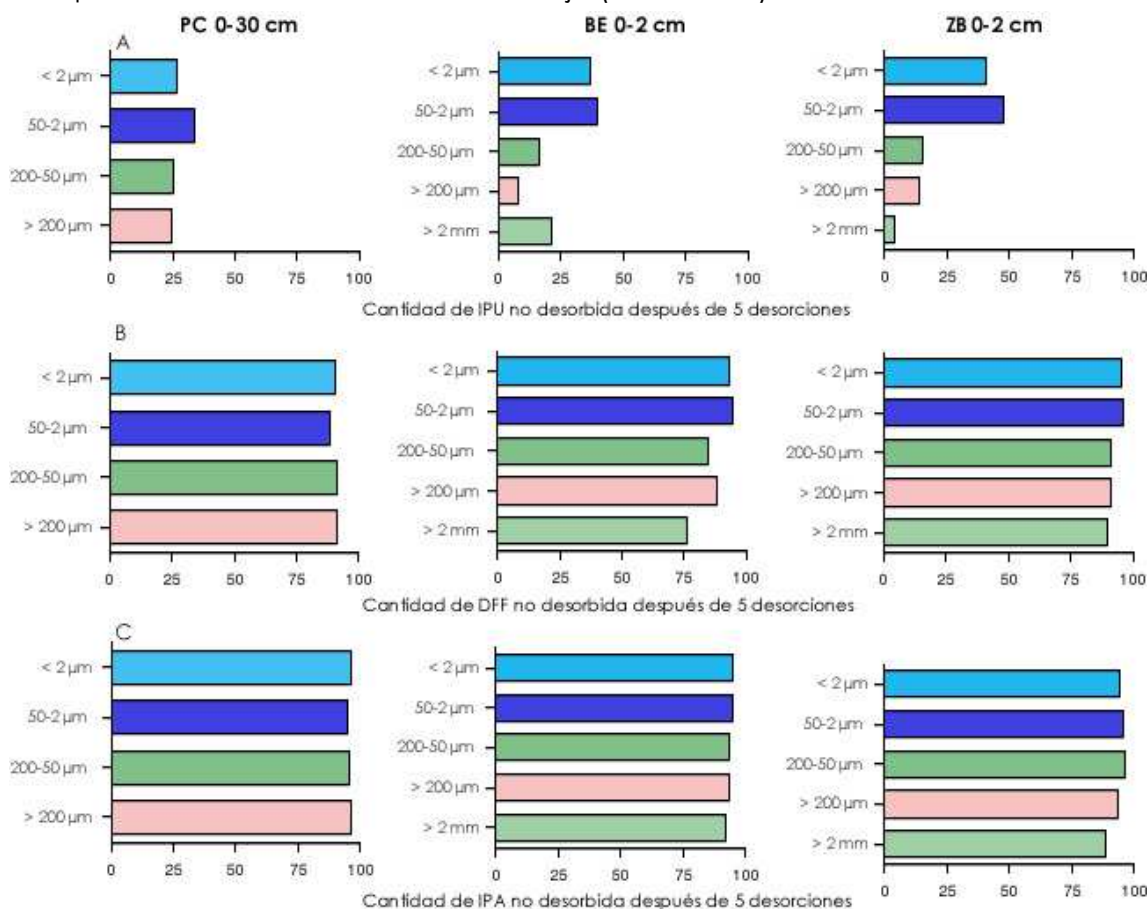 PC 0-30 cm BE 0-2 cm ZB 0-2 cm
A
< 2 µm < 2 µm < 2 µm
50-2 µm 50-2 µm 50-2 µm
200-50 µm 200-50 µm 200-50 µm
> 200 µm > 200 µm > 200 µm
> 2 mm > 2 mm
0 25 50 75 100 0 25 50 75 100 0 25 50 75 100
Cantidad de IPU no desorbida después de 5 desorciones
B
< 2 µm < 2 µm < 2 µm
50-2 µm 50-2 µm 50-2 µm
200-50 µm 200-50 µm 200-50 µm
> 200 µm > 200 µm > 200 µm
> 2 mm > 2 mm
0 25 50 75 100 0 25 50 75 100 0 25 50 75 100
Cantidad de DFF no desorbida después de 5 desorciones
C
< 2 µm < 2 µm < 2 µm
50-2 µm 50-2 µm 50-2 µm
200-50 µm 200-50 µm 200-50 µm
> 200 µm > 200 µm > 200 µm
> 2 mm > 2 mm
0 25 50 75 100 0 25 50 75 100 0 25 50 75 100
Cantidad de IPA no desorbida después de 5 desorciones